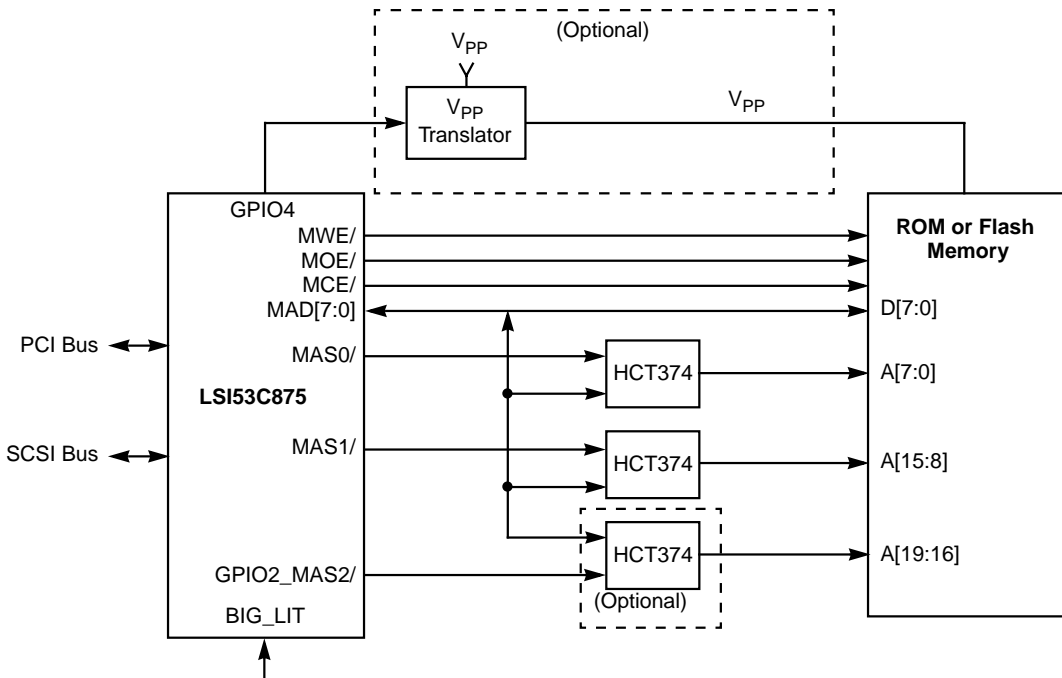 (Optional)
VPP
VPP
Translator
VPP
GPIO4
MWE/
MOE/
MCE/
MAD[7:0]
MAS0/
LSI53C875
MAS1/
GPIO2_MAS2/
BIG_LIT
PCI Bus
SCSI Bus
HCT374
HCT374
HCT374
(Optional)
ROM or Flash
Memory
D[7:0]
A[7:0]
A[15:8]
A[19:16]